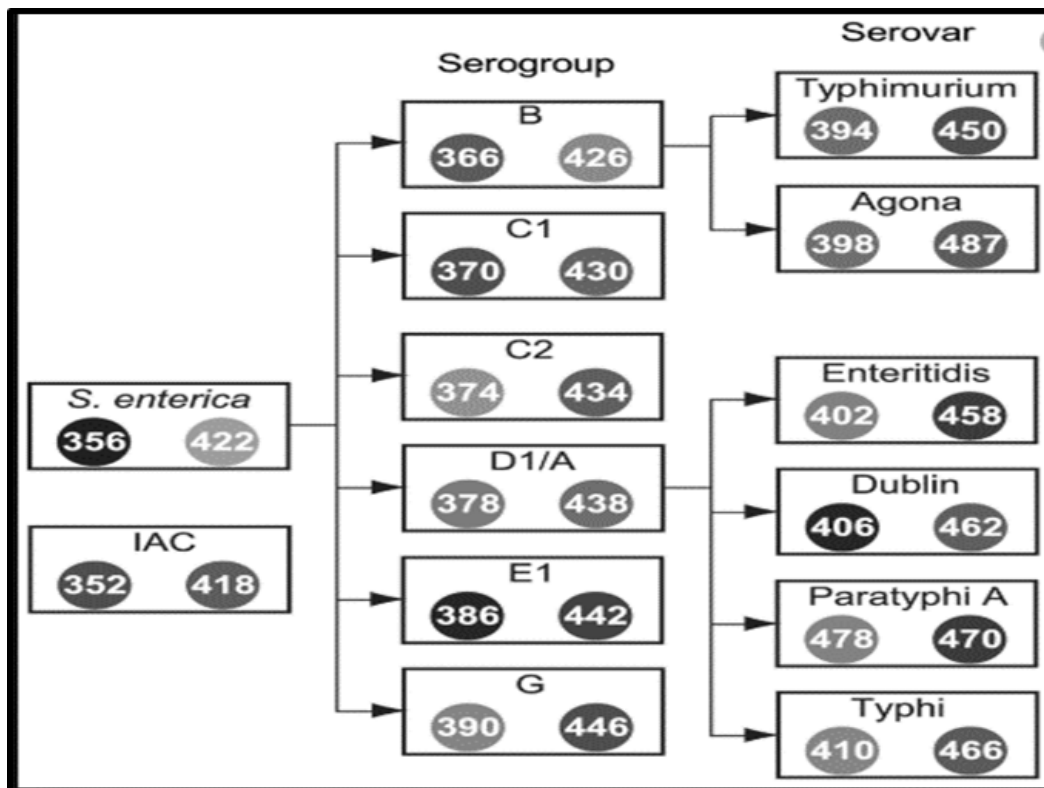 Serogroup
Serovar
B
366 426
C1
370 430
C2
374 434
D1/A
378 438
E1
386 442
G
390 446
S. enterica
356 422
IAC
352 418
Typhimurium
394 450
Agona
398 487
Enteritidis
402 458
Dublin
406 462
Paratyphi A
478 470
Typhi
410 466